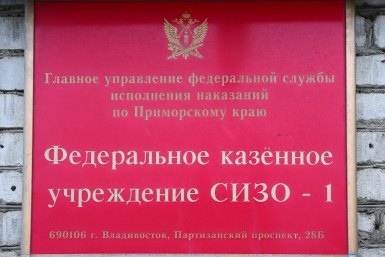 Главное управление федеральной службы
исполнения наказаний
по Приморскому краю
Федеральное казённое
учреждение СИЗО - 1
690106 г. Владивосток, Партизанский проспект, 28Б